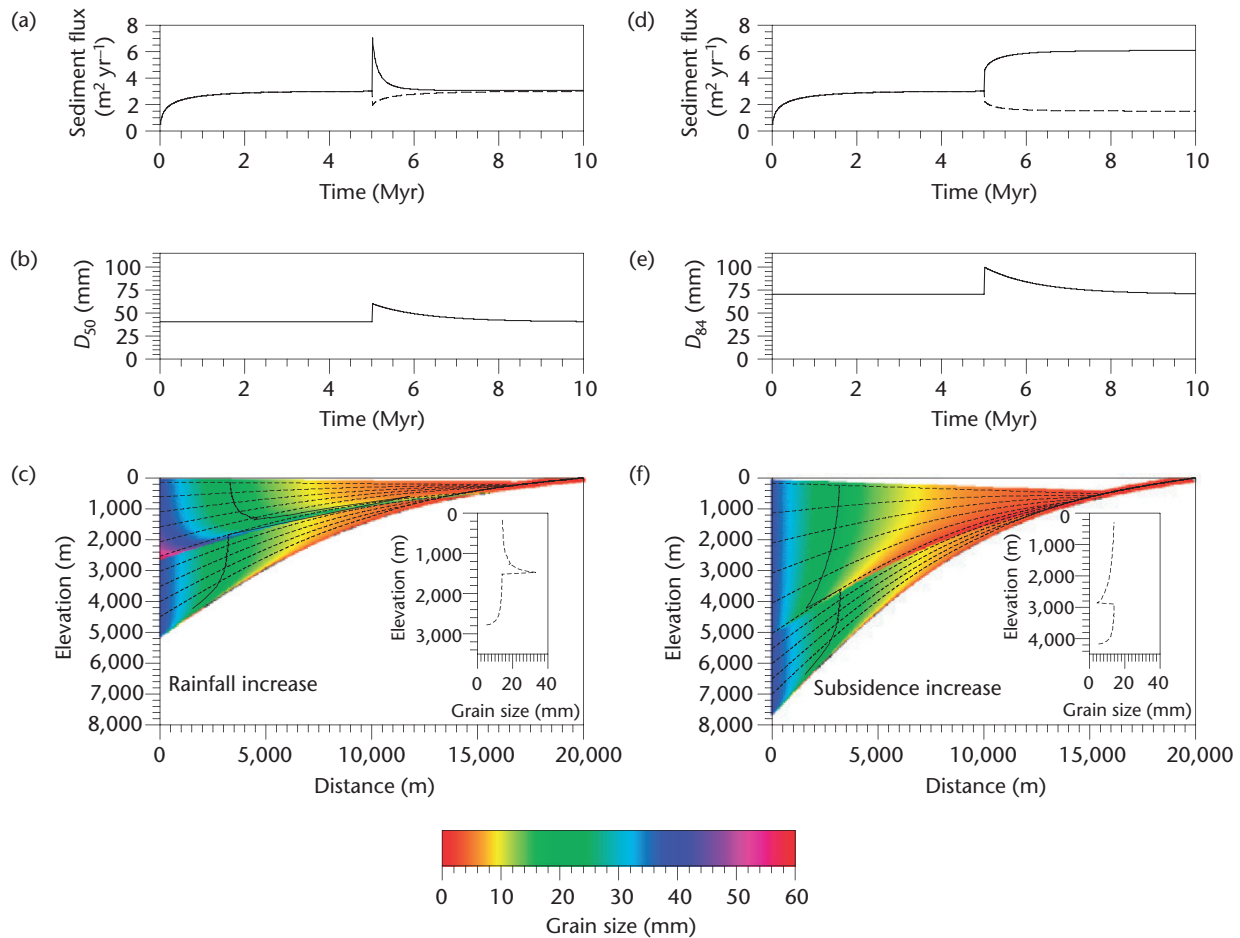 (a)
Sediment flux
(m² yr⁻¹)
8
6
4
2
0
0 2 4 6 8 10
Time (Myr)
(d)
Sediment flux
(m² yr⁻¹)
8
6
4
2
0
0 2 4 6 8 10
Time (Myr)
(b)
D₅₀ (mm)
100
75
50
25
0
0 2 4 6 8 10
Time (Myr)
(e)
D₈₄ (mm)
100
75
50
25
0
0 2 4 6 8 10
Time (Myr)
(c)
Elevation (m)
0
1,000
2,000
3,000
4,000
5,000
6,000
7,000
8,000
0 5,000 10,000 15,000 20,000
Distance (m)
Rainfall increase
Elevation (m)
0
1,000
2,000
3,000
0 20 40
Grain size (mm)
(f)
Elevation (m)
0
1,000
2,000
3,000
4,000
5,000
6,000
7,000
8,000
0 5,000 10,000 15,000 20,000
Distance (m)
Subsidence increase
Elevation (m)
0
1,000
2,000
3,000
4,000
0 20 40
Grain size (mm)
0 10 20 30 40 50 60
Grain size (mm)